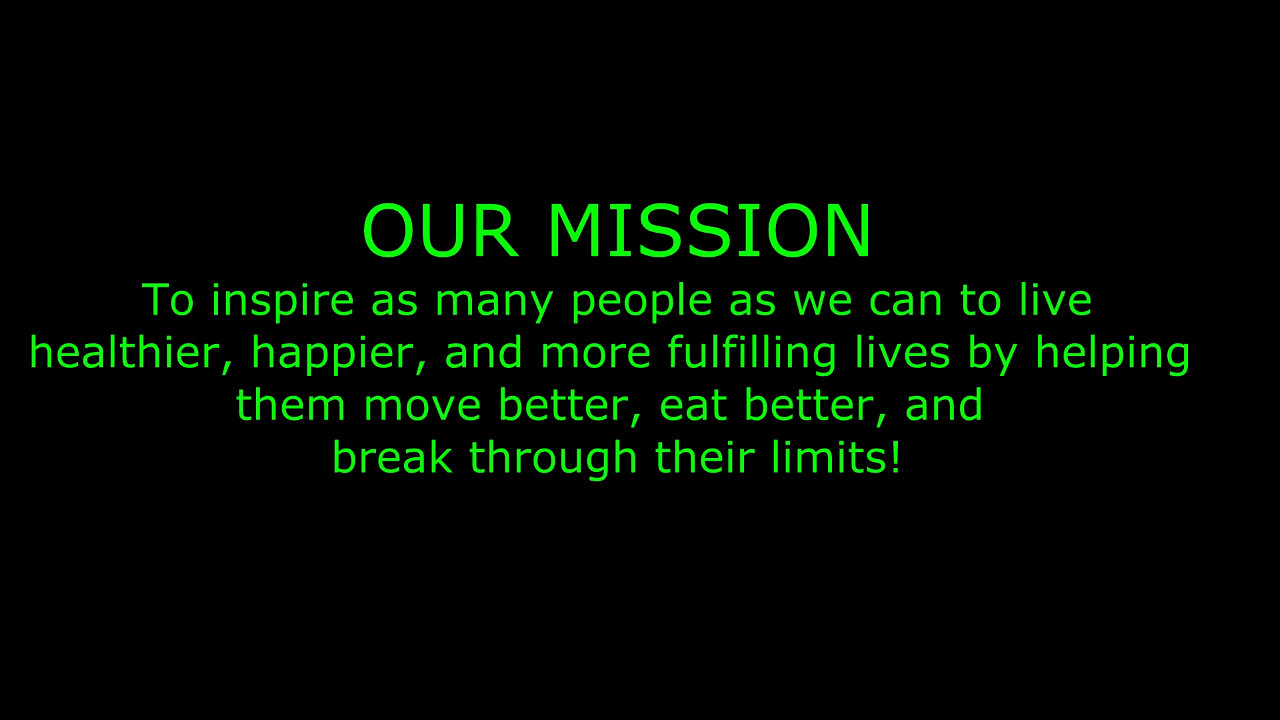 OUR MISSION
To inspire as many people as we can to live
healthier, happier, and more fulfilling lives by helping
them move better, eat better, and
break through their limits!